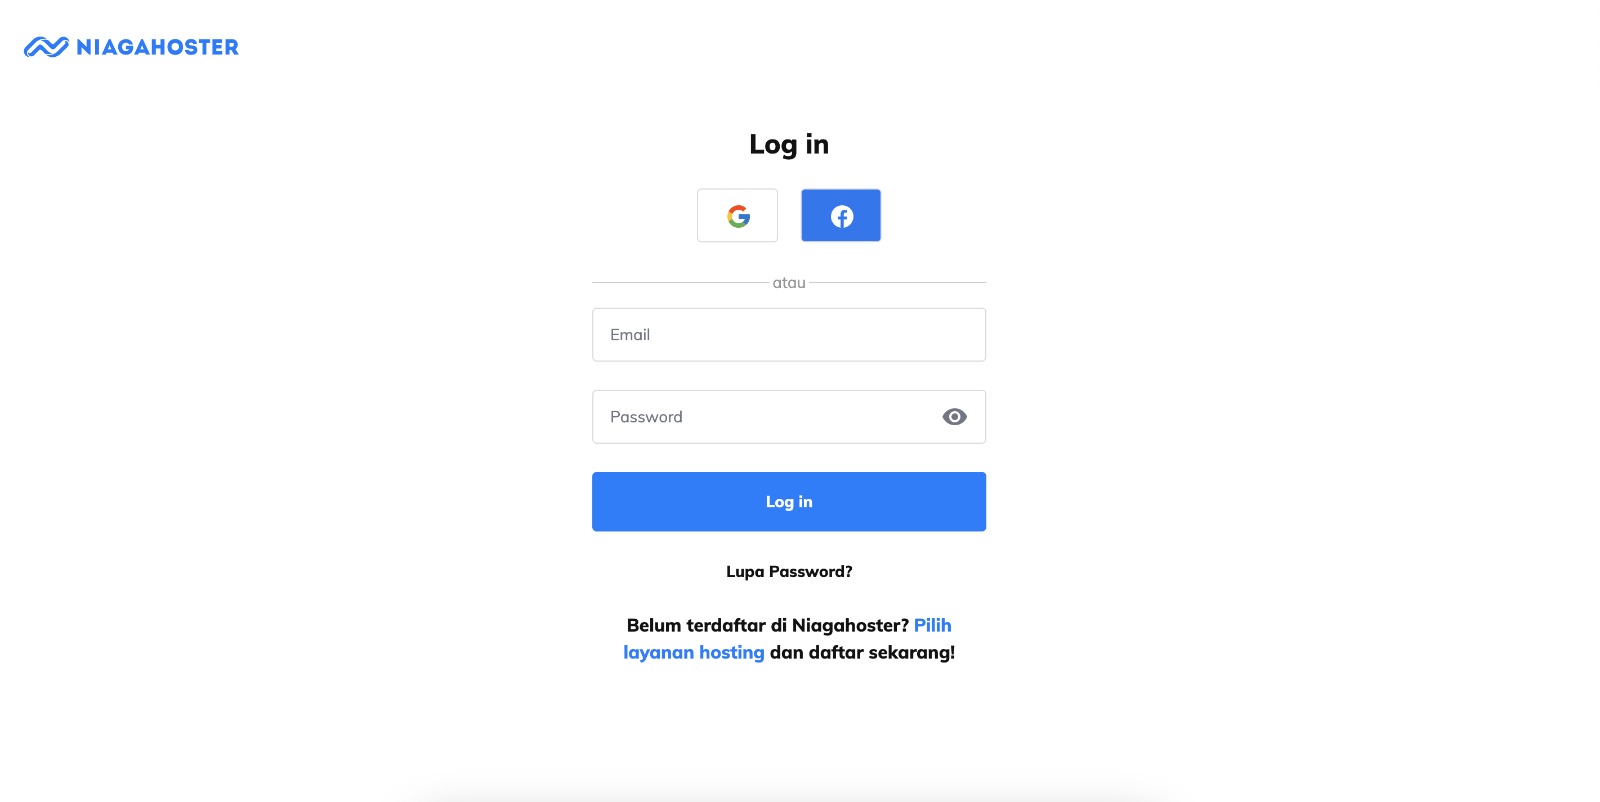 NIAGAHOSTER
Log in
atau
Email
Password
Log in
Lupa Password?
Belum terdaftar di Niagahoster? Pilih
layanan hosting dan daftar sekarang!